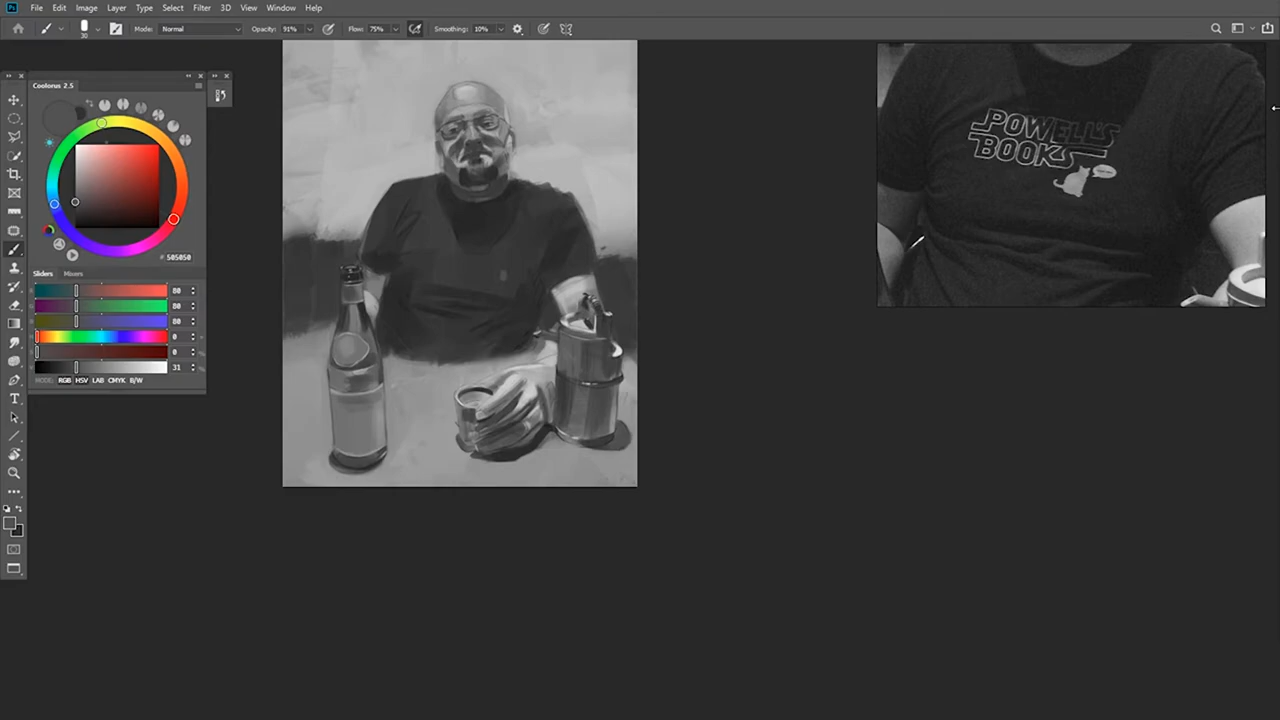 Ps File Edit Image Layer Type Select Filter 3D View Window Help
30 Mode: Normal Opacity: 91% Flow: 75% Smoothing: 10%
Coolorus 2.5
# 505050
Sliders Mixers
80
80
80
0
0
31
MODE: RGB HSV LAB CMYK B/W
POWELL'S
BOOKS